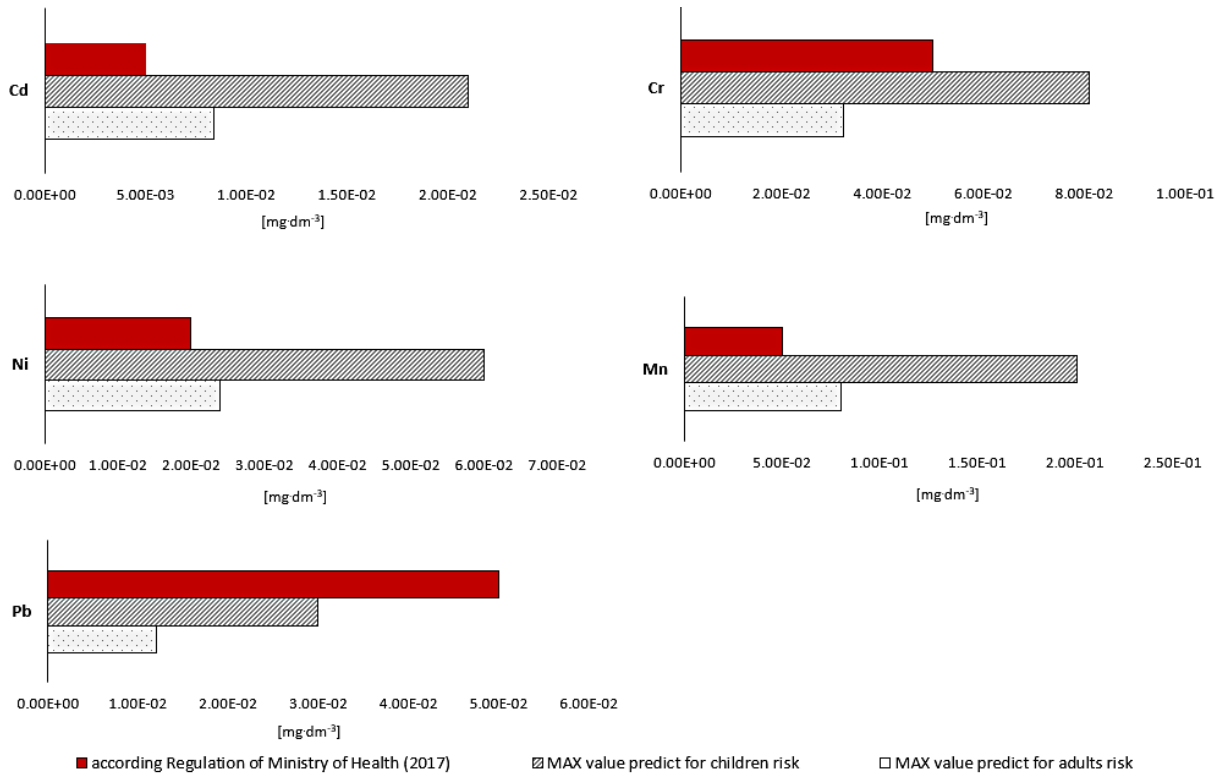 Cd
0.00E+00 5.00E-03 1.00E-02 1.50E-02 2.00E-02 2.50E-02
[mg·dm⁻³]
Cr
0.00E+00 2.00E-02 4.00E-02 6.00E-02 8.00E-02 1.00E-01
[mg·dm⁻³]
Ni
0.00E+00 1.00E-02 2.00E-02 3.00E-02 4.00E-02 5.00E-02 6.00E-02 7.00E-02
[mg·dm⁻³]
Mn
0.00E+00 5.00E-02 1.00E-01 1.50E-01 2.00E-01 2.50E-01
[mg·dm⁻³]
Pb
0.00E+00 1.00E-02 2.00E-02 3.00E-02 4.00E-02 5.00E-02 6.00E-02
[mg·dm⁻³]
according Regulation of Ministry of Health (2017) MAX value predict for children risk MAX value predict for adults risk